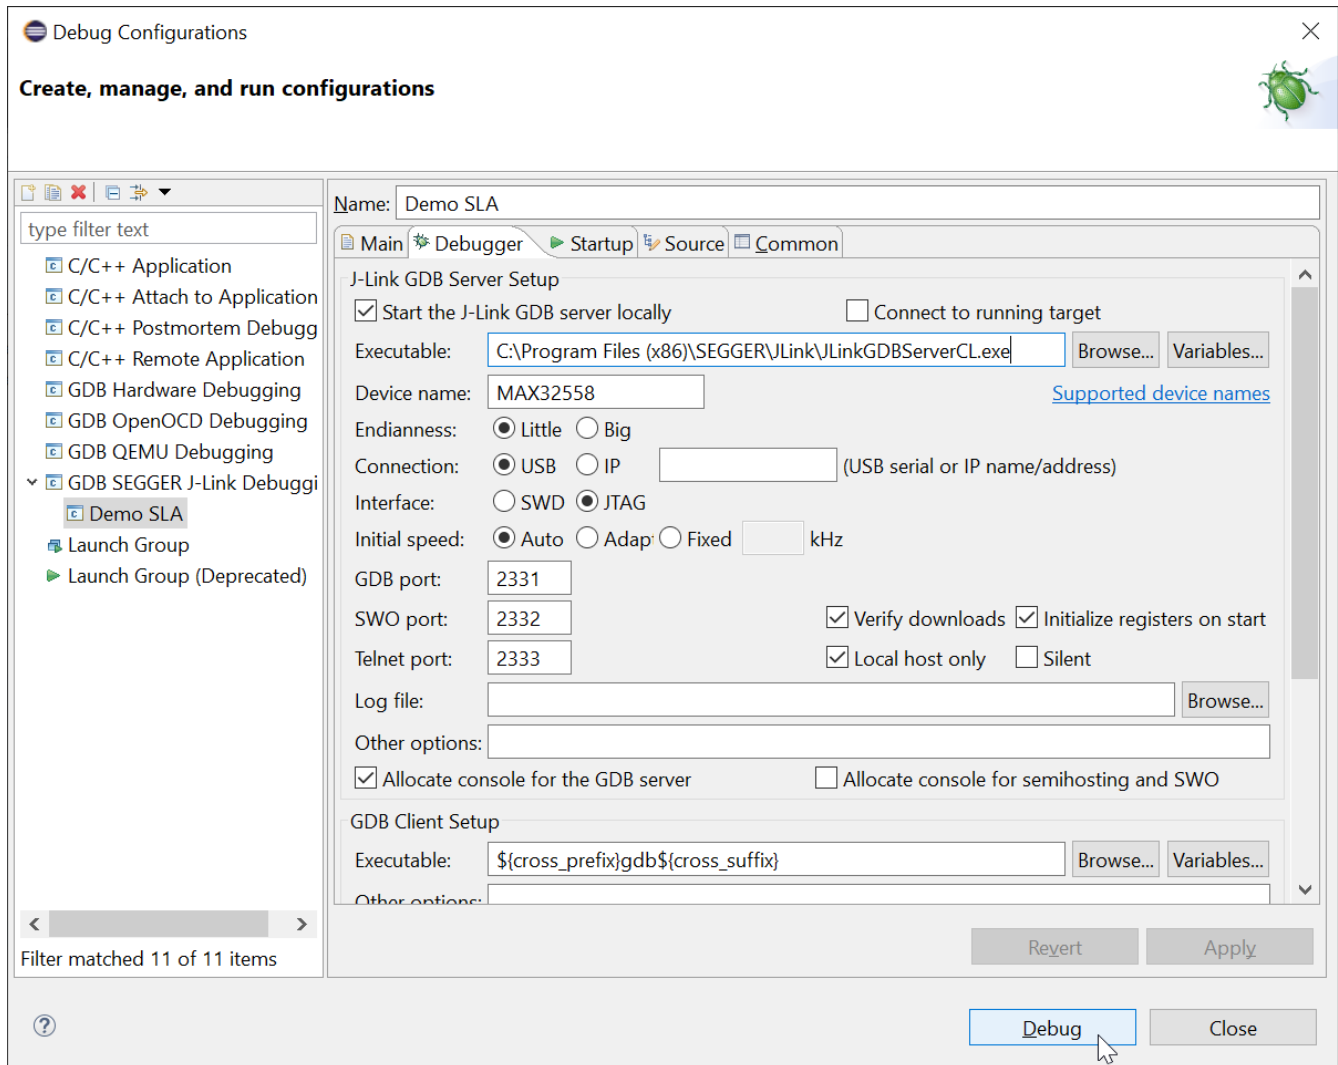 Debug Configurations
Create, manage, and run configurations
type filter text
C/C++ Application
C/C++ Attach to Application
C/C++ Postmortem Debugg
C/C++ Remote Application
GDB Hardware Debugging
GDB OpenOCD Debugging
GDB QEMU Debugging
GDB SEGGER J-Link Debuggi
Demo SLA
Launch Group
Launch Group (Deprecated)
Filter matched 11 of 11 items
Name: Demo SLA
Main Debugger Startup Source Common
J-Link GDB Server Setup
Start the J-Link GDB server locally Connect to running target
Executable: C:\Program Files (x86)\SEGGER\JLink\JLinkGDBServerCL.exe Browse... Variables...
Device name: MAX32558 Supported device names
Endianness: Little Big
Connection: USB IP (USB serial or IP name/address)
Interface: SWD JTAG
Initial speed: Auto Adapt Fixed kHz
GDB port: 2331
SWO port: 2332 Verify downloads Initialize registers on start
Telnet port: 2333 Local host only Silent
Log file: Browse...
Other options:
Allocate console for the GDB server Allocate console for semihosting and SWO
GDB Client Setup
Executable: ${cross_prefix}gdb${cross_suffix} Browse... Variables...
Other options:
Revert Apply
Debug Close